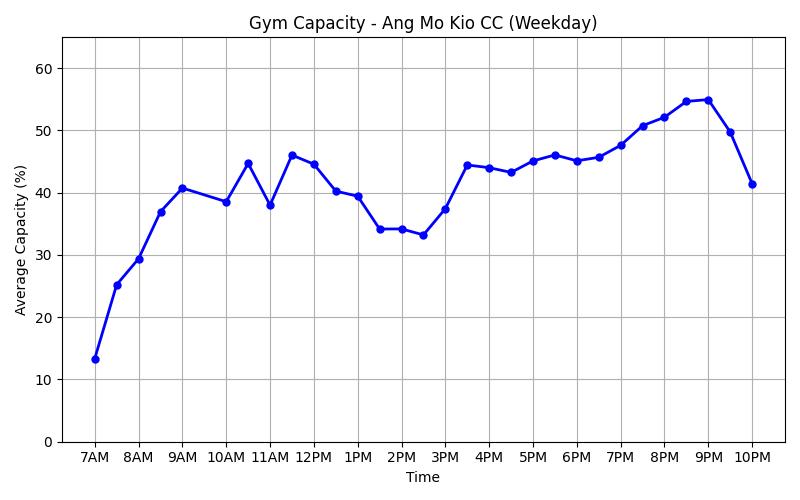 Gym Capacity - Ang Mo Kio CC (Weekday)
60
50
40
30
20
10
0
Average Capacity (%)
7AM 8AM 9AM 10AM 11AM 12PM 1PM 2PM 3PM 4PM 5PM 6PM 7PM 8PM 9PM 10PM
Time